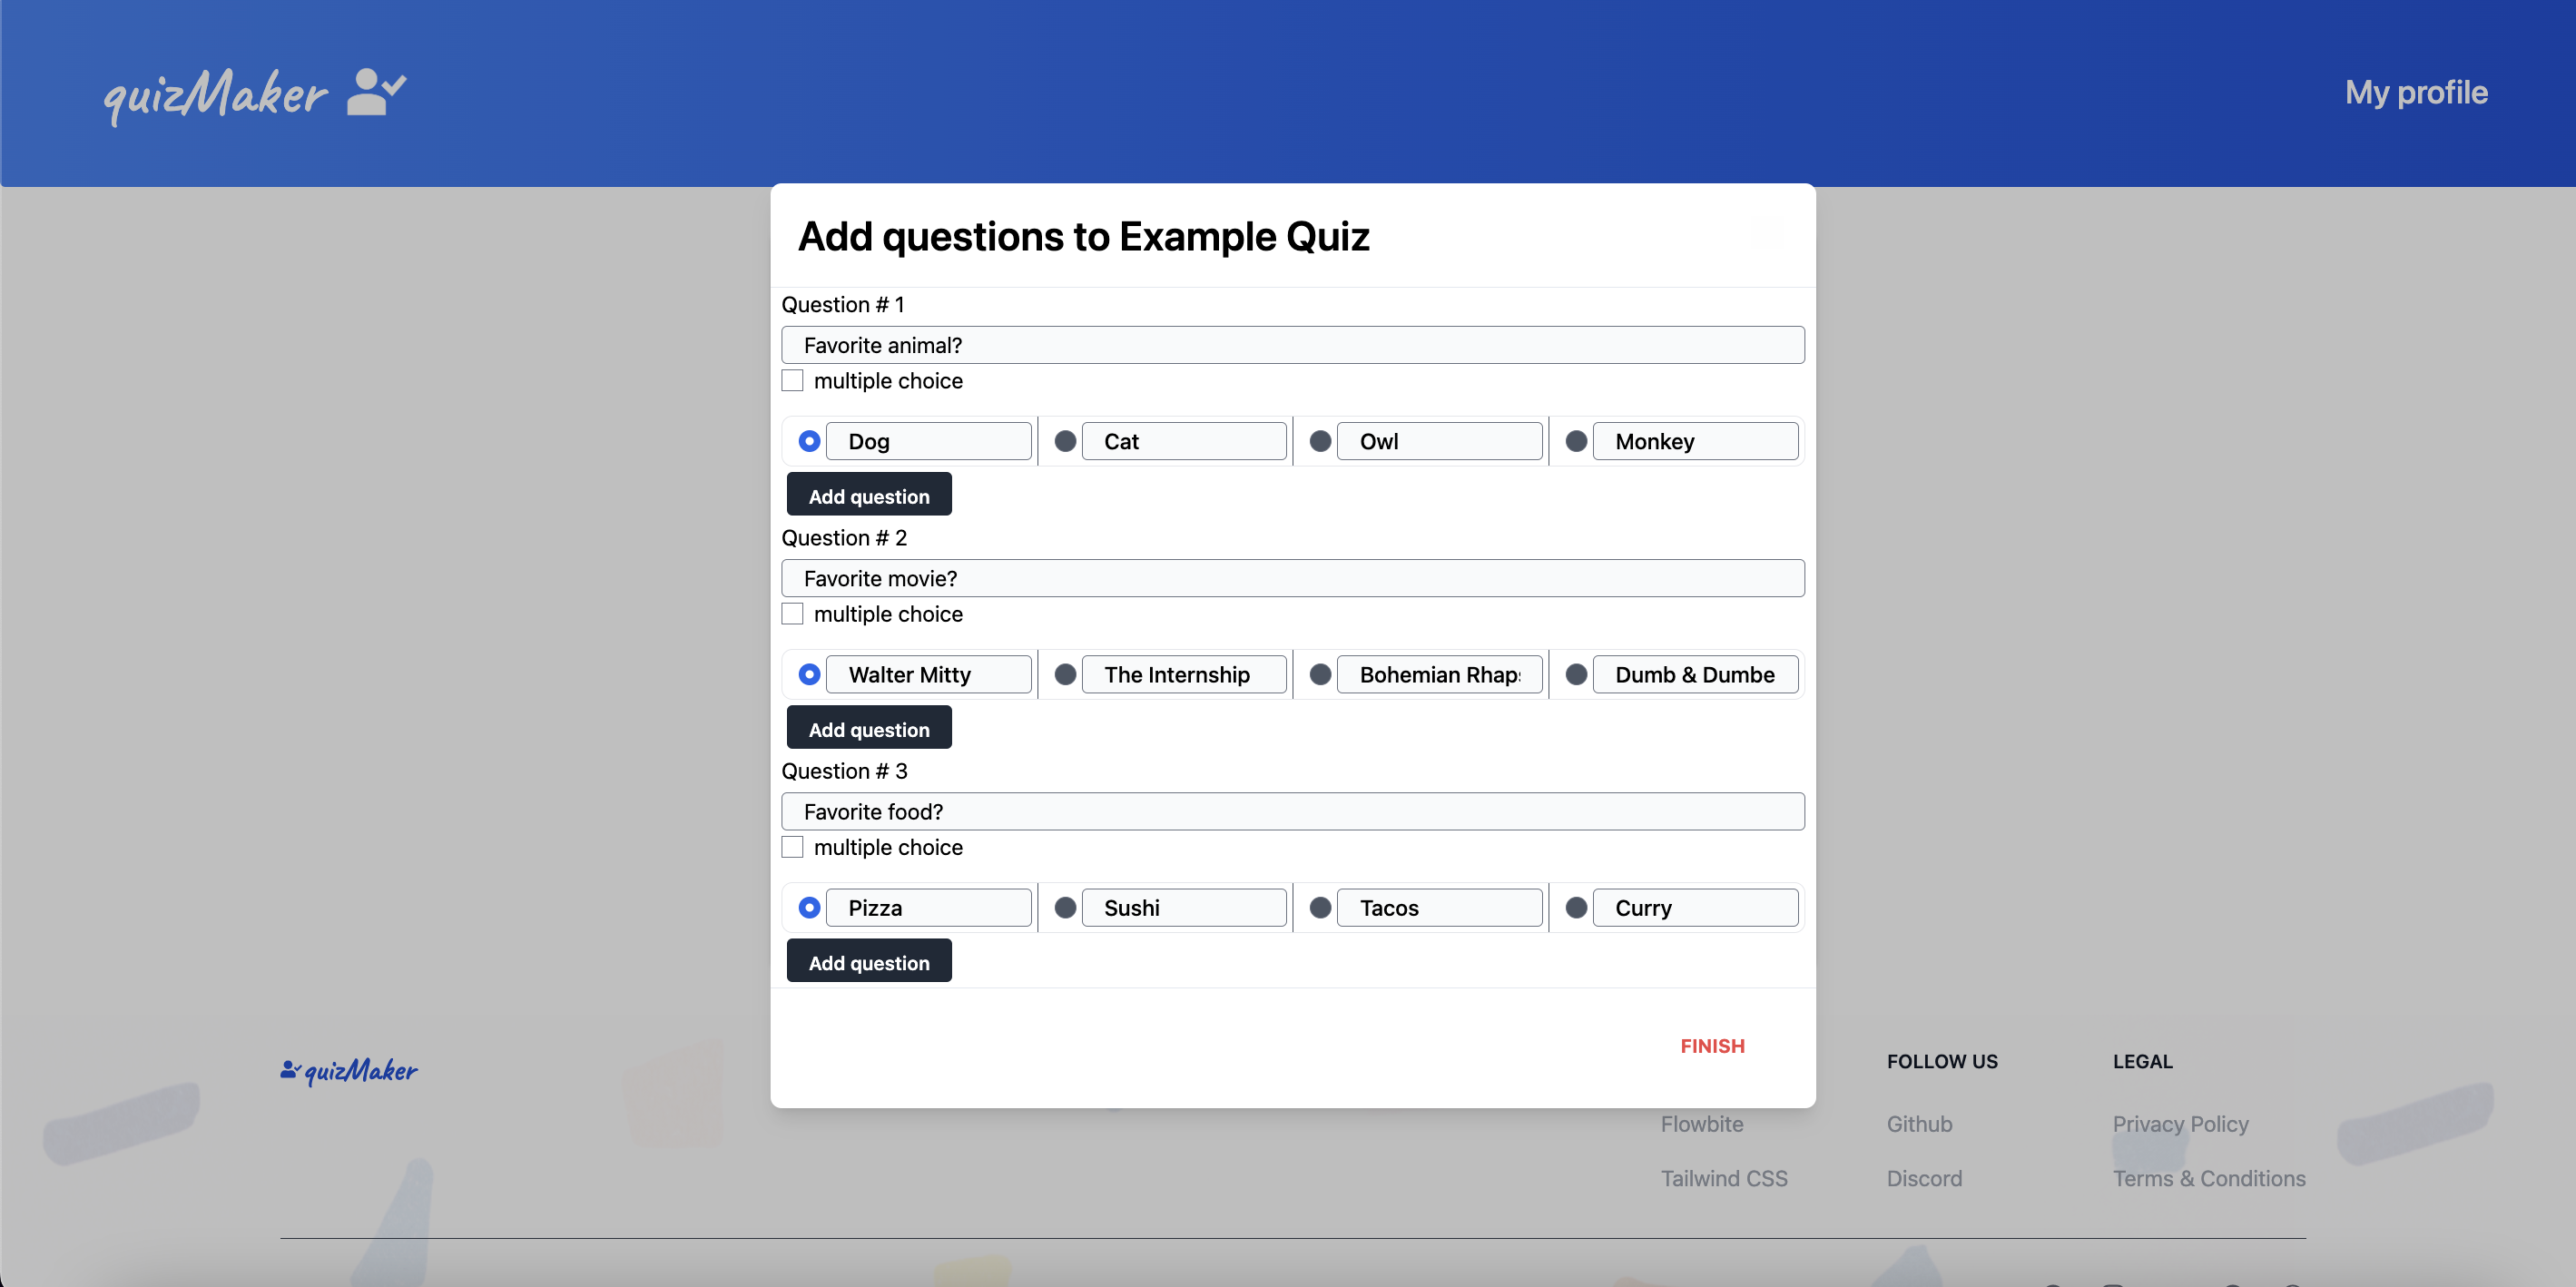 quizMaker
My profile
Add questions to Example Quiz
Question # 1
Favorite animal?
multiple choice
Dog Cat Owl Monkey
Add question
Question # 2
Favorite movie?
multiple choice
Walter Mitty The Internship Bohemian Rhaps Dumb & Dumbe
Add question
Question # 3
Favorite food?
multiple choice
Pizza Sushi Tacos Curry
Add question
FINISH
quizMaker
Flowbite
Tailwind CSS
FOLLOW US
Github
Discord
LEGAL
Privacy Policy
Terms & Conditions